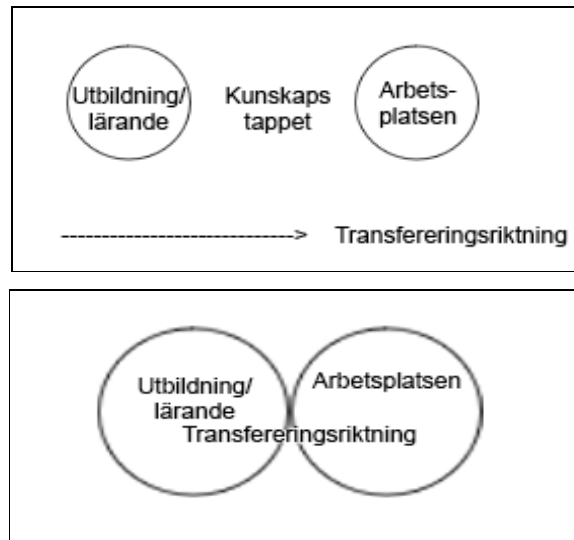 Utbildning/
lärande
Kunskaps
tappet
Arbets-
platsen
-----------------------------> Transfereringsriktning
Utbildning/
lärande
Arbetsplatsen
Transfereringsriktning